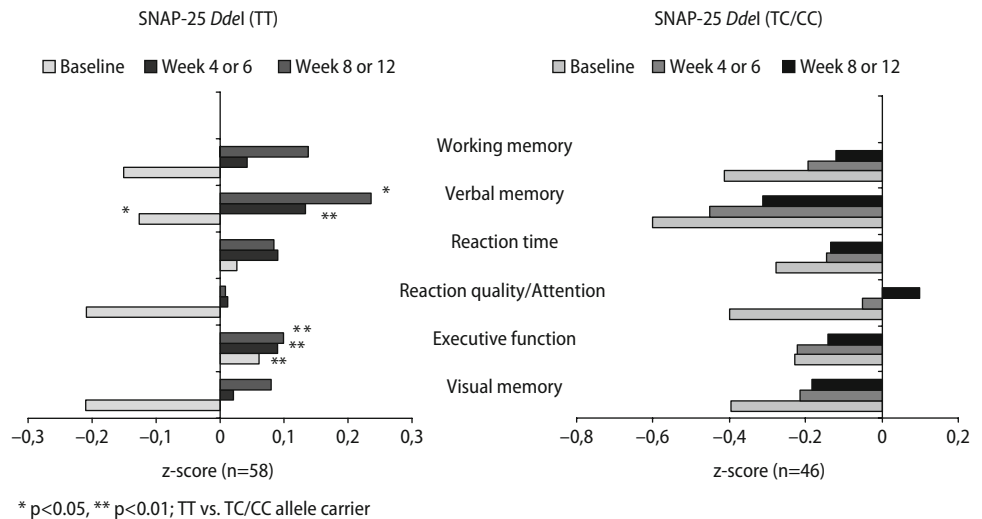 SNAP-25 DdeI (TT)
SNAP-25 DdeI (TC/CC)
Baseline Week 4 or 6 Week 8 or 12
Baseline Week 4 or 6 Week 8 or 12
Working memory
Verbal memory
*
*
**
Reaction time
Reaction quality/Attention
Executive function
**
**
**
Visual memory
−0,3 −0,2 −0,1 0 0,1 0,2 0,3
−0,8 −0,6 −0,4 −0.2 0 0,2
z-score (n=58)
z-score (n=46)
* p<0.05, ** p<0.01; TT vs. TC/CC allele carrier